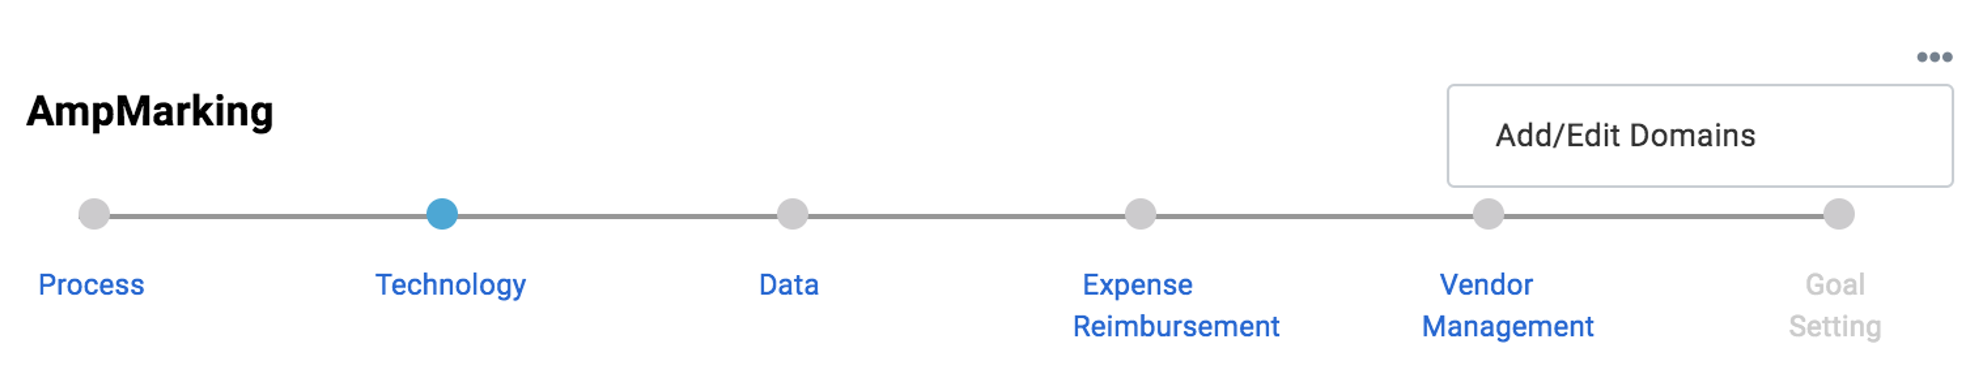 AmpMarking
Add/Edit Domains
Process
Technology
Data
Expense
Reimbursement
Vendor
Management
Goal
Setting